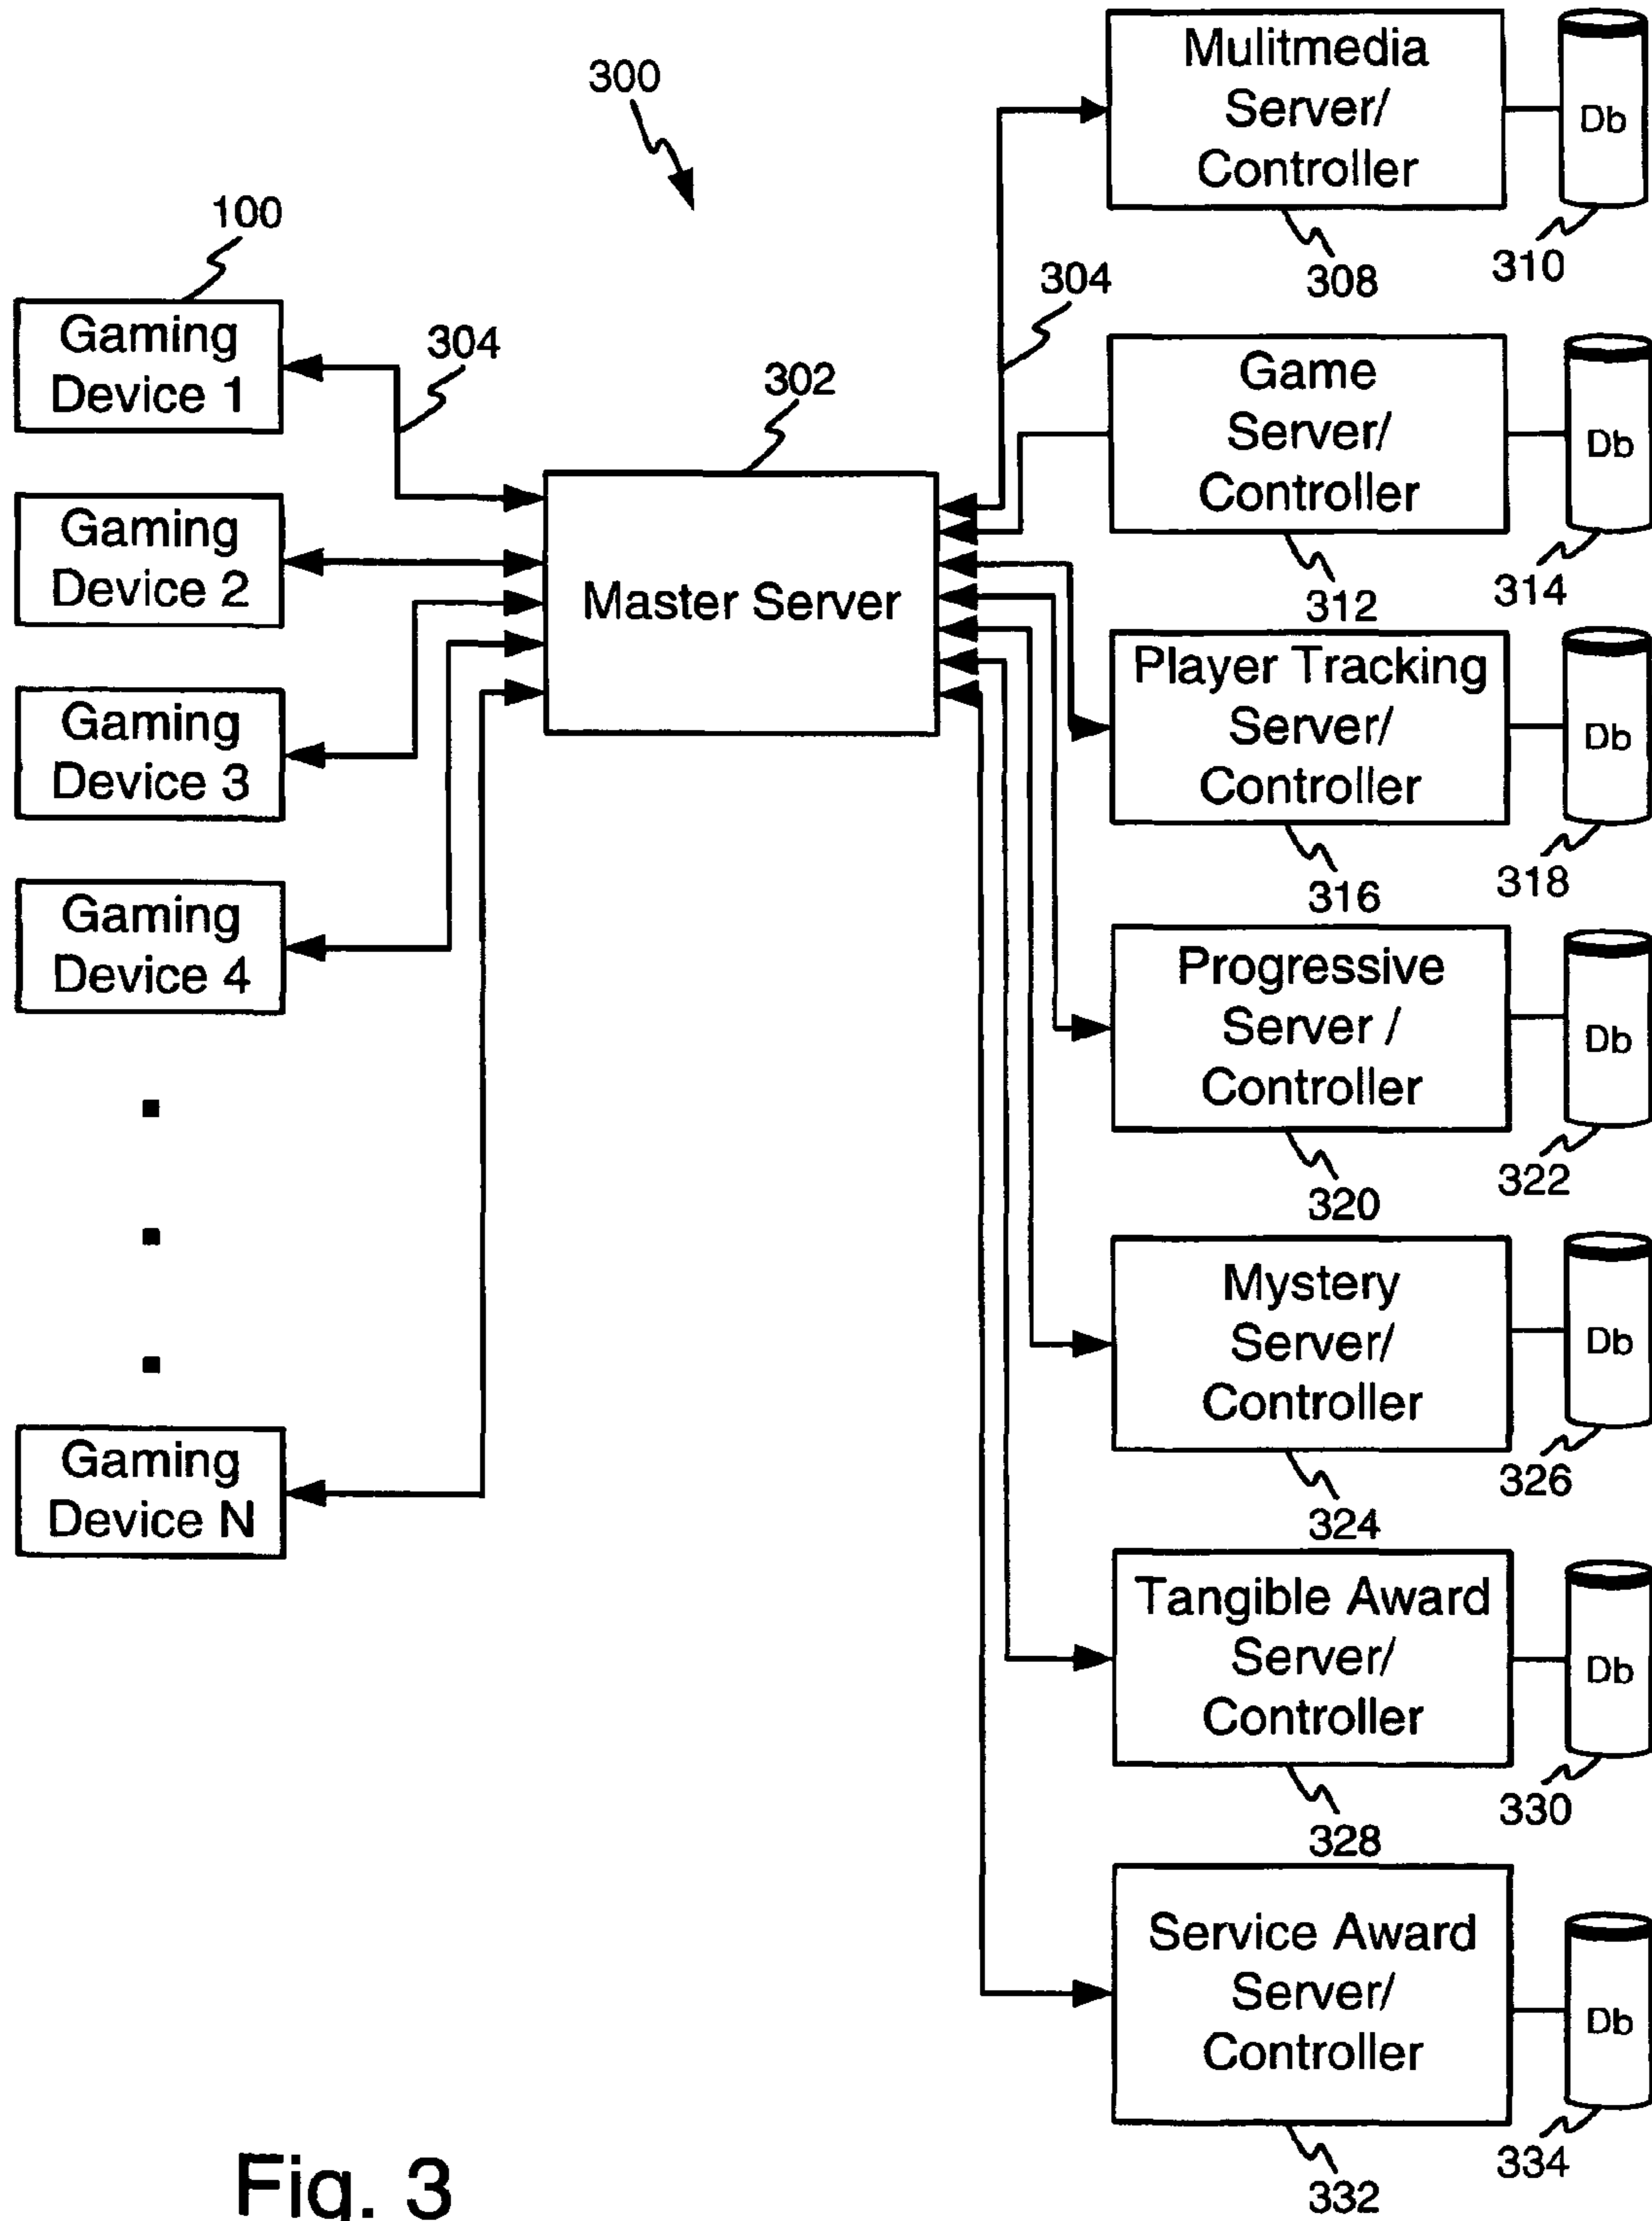 300
100
Gaming
Device 1
304
Gaming
Device 2
Gaming
Device 3
Gaming
Device 4
Gaming
Device N
302
Master Server
304
Mulitmedia
Server/
Controller
Db
308
310
Game
Server/
Controller
Db
312
314
Player Tracking
Server/
Controller
Db
316
318
Progressive
Server /
Controller
Db
320
322
Mystery
Server/
Controller
Db
324
326
Tangible Award
Server/
Controller
Db
328
330
Service Award
Server/
Controller
Db
332
334
Fig. 3